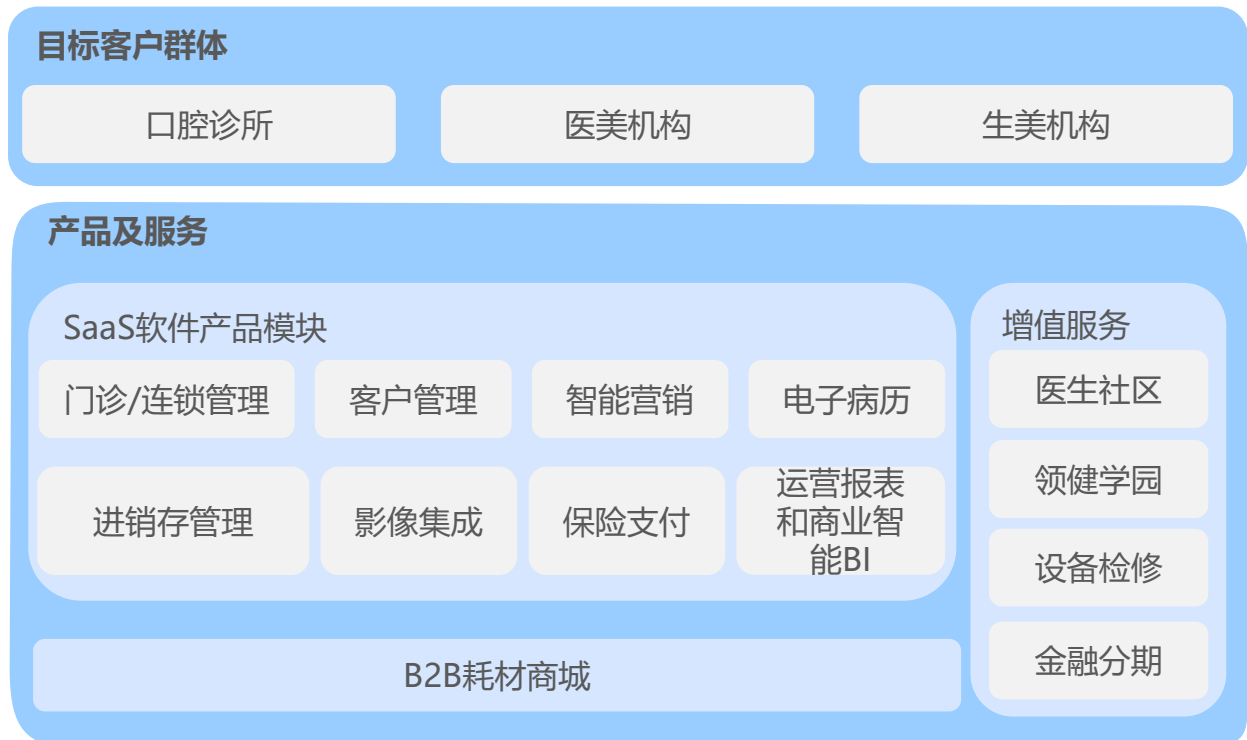 目标客户群体
口腔诊所
医美机构
生美机构
产品及服务
SaaS软件产品模块
门诊/连锁管理
客户管理
智能营销
电子病历
进销存管理
影像集成
保险支付
运营报表
和商业智
能BI
B2B耗材商城
增值服务
医生社区
领健学园
设备检修
金融分期